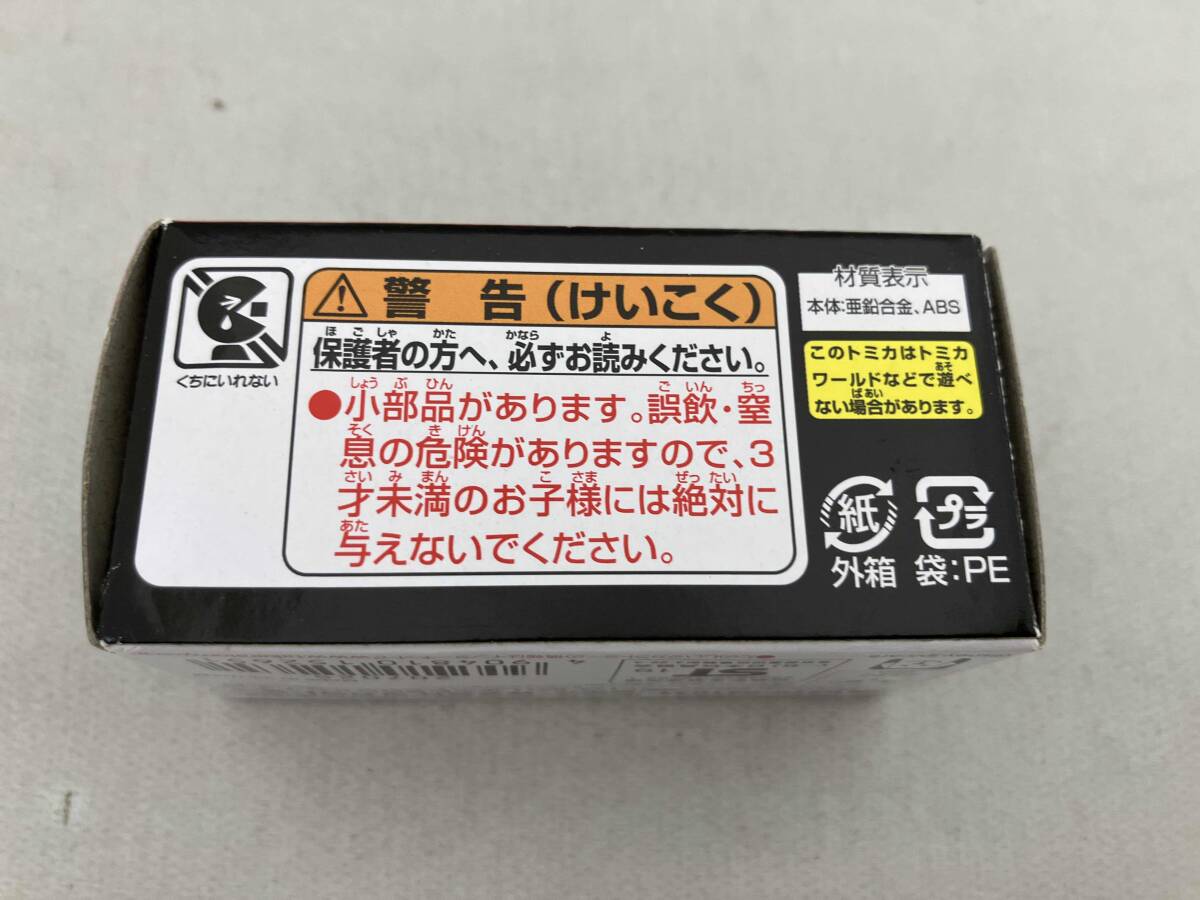 くちにいれない
警 告(けいこく)
保護者の方へ、必ずお読みください。
●小部品があります。誤飲・窒
息の危険がありますので、3
才未満のお子様には絶対に
与えないでください。
材質表示
本体:亜鉛合金、ABS
このトミカはトミカ
ワールドなどで遊べ
ない場合があります。
紙
外箱
プラ
袋:PE
ST